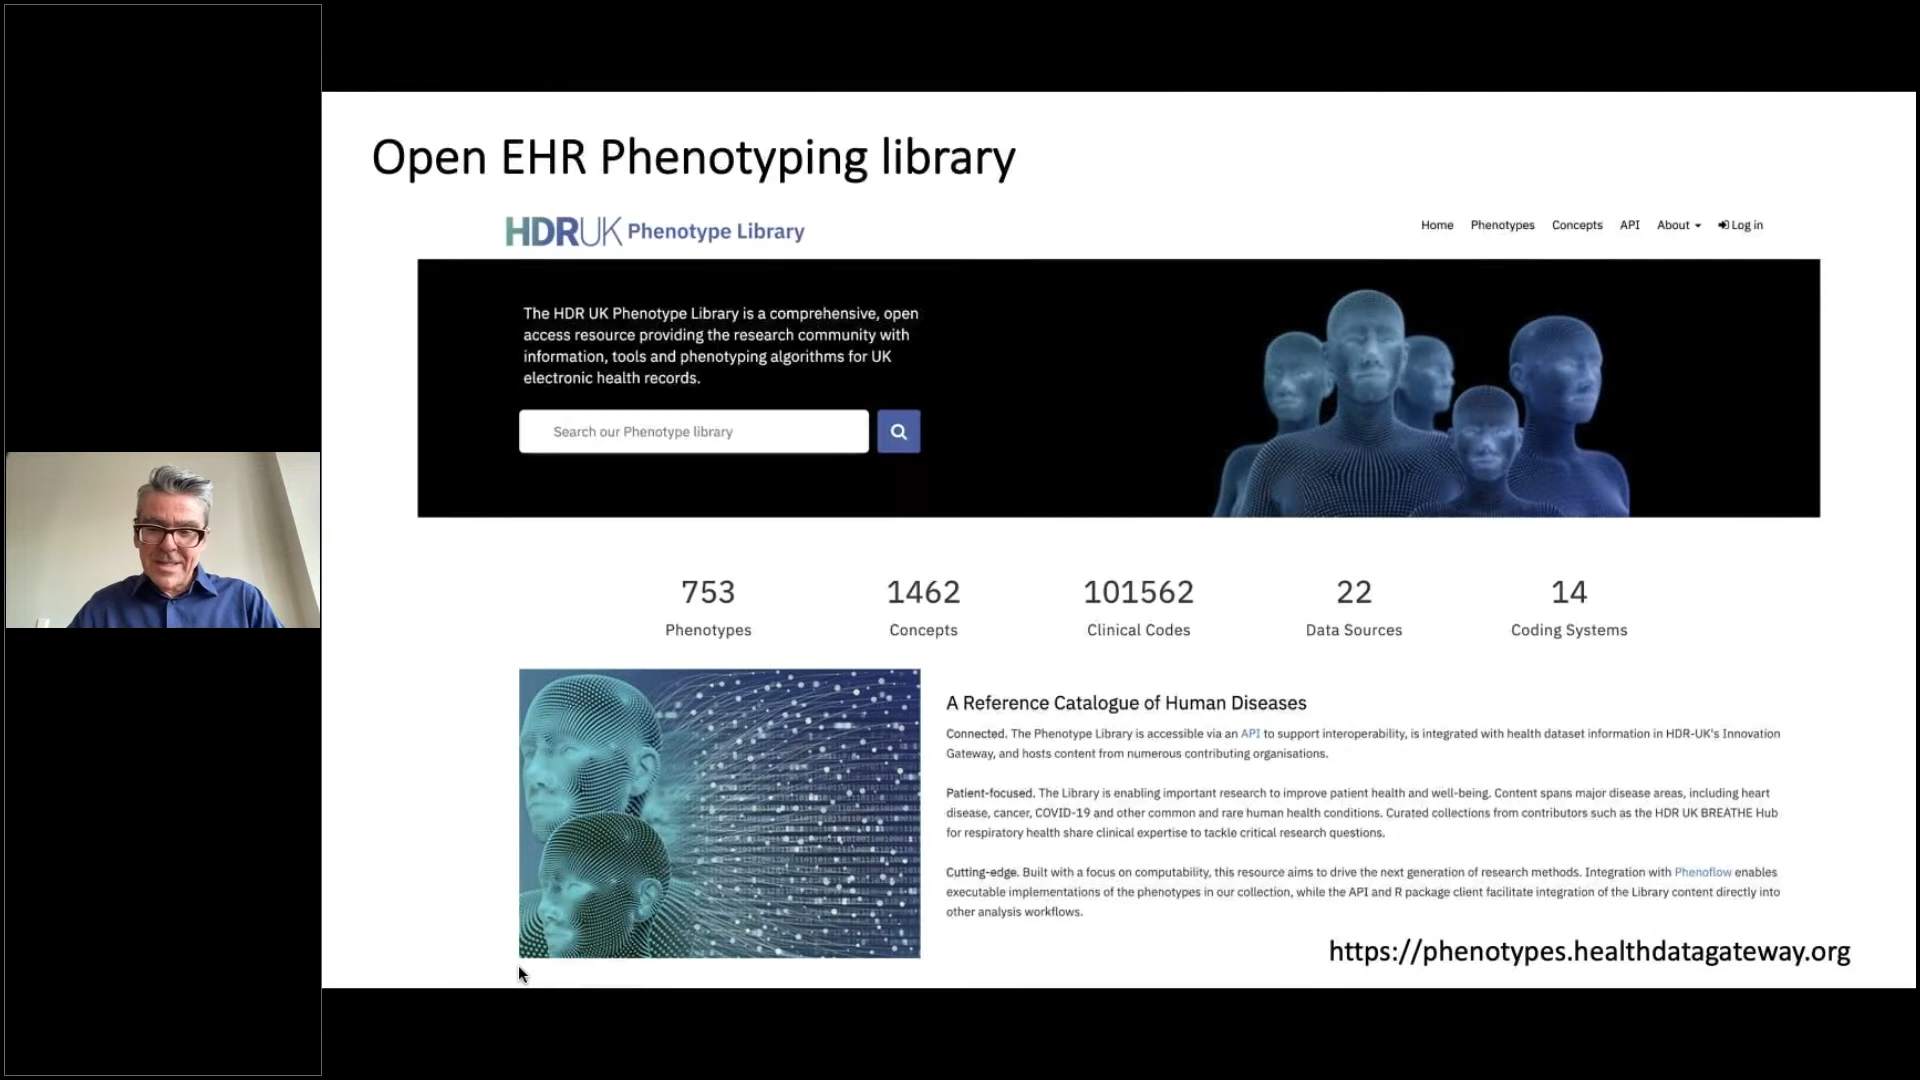 Open EHR Phenotyping library
HDRUK Phenotype Library
Home Phenotypes Concepts API About Log in
The HDR UK Phenotype Library is a comprehensive, open
access resource providing the research community with
information, tools and phenotyping algorithms for UK
electronic health records.
Search our Phenotype library
753 1462 101562 22 14
Phenotypes Concepts Clinical Codes Data Sources Coding Systems
A Reference Catalogue of Human Diseases
Connected. The Phenotype Library is accessible via an API to support interoperability, is integrated with health dataset information in HDR-UK's Innovation
Gateway, and hosts content from numerous contributing organisations.
Patient-focused. The Library is enabling important research to improve patient health and well-being. Content spans major disease areas, including heart
disease, cancer, COVID-19 and other common and rare human health conditions. Curated collections from contributors such as the HDR UK BREATHE Hub
for respiratory health share clinical expertise to tackle critical research questions.
Cutting-edge. Built with a focus on computability, this resource aims to drive the next generation of research methods. Integration with Phenoflow enables
executable implementations of the phenotypes in our collection, while the API and R package client facilitate integration of the Library content directly into
other analysis workflows.
https://phenotypes.healthdatagateway.org